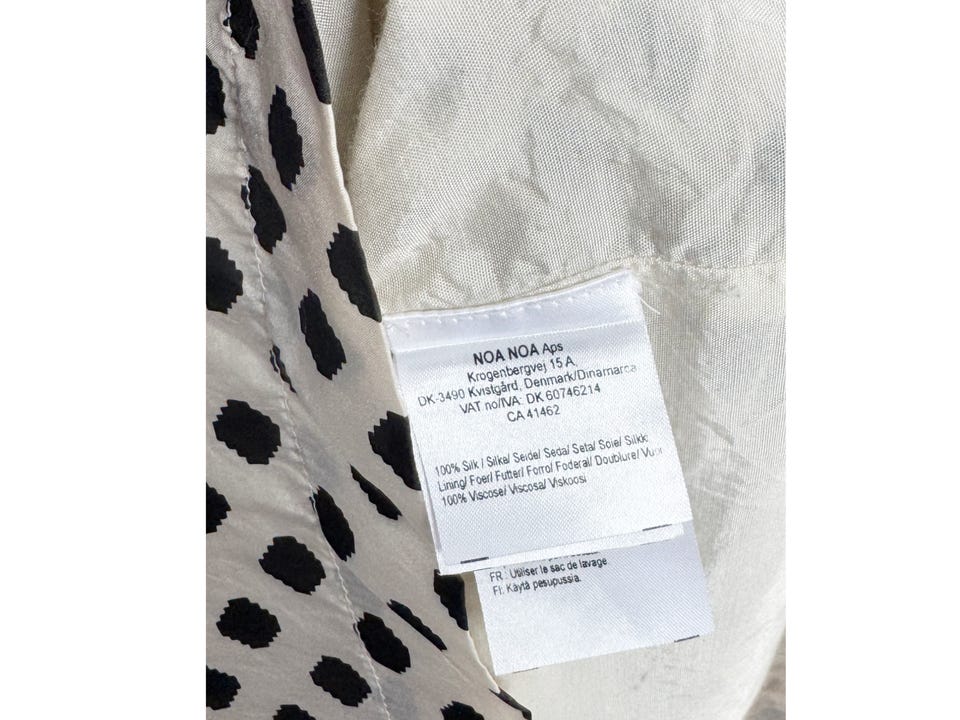 NOA NOA Aps
Krogenbergvej 15 A,
DK-3490 Kvistgård, Denmark/Dinamarca
VAT no/IVA: DK 60746214
CA 41462
100% Silk / Silke/ Seide/ Seda/ Seta/ Soie/ Silkki
Lining/ Foer/ Futter/ Forro/ Foderal/ Doublure/ Vuori
100% Viscose/ Viscosa/ Viskoosi
FR: Utiliser le sac de lavage
FI: Käytä pesupussia.